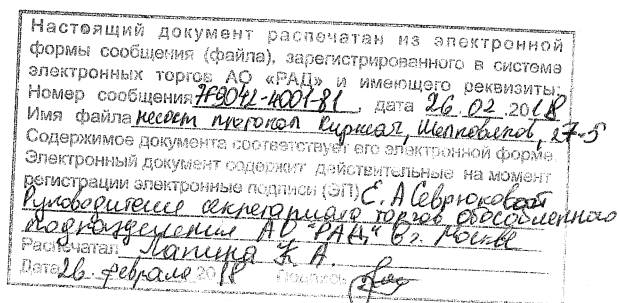 Настоящий документ распечатан из электронной
формы сообщения (файла), зарегистрированного в системе
электронных торгов АО «РАД» и имеющего реквизиты:
Номер сообщения 779042-4001-81, дата 26.02.2018
Имя файла несост протокол Киржач, 27-5
Содержимое документа соответствует его электронной форме.
Электронный документ содержит действительные на момент
регистрации электронные подписи (ЭП) Е.А Севрюковой
Руководителя секретариата торгов обособленного
подразделения АО "РАД" в г. Москве
Распечатал Лапина К А.
Дата 26. февраля 2018 Подпись